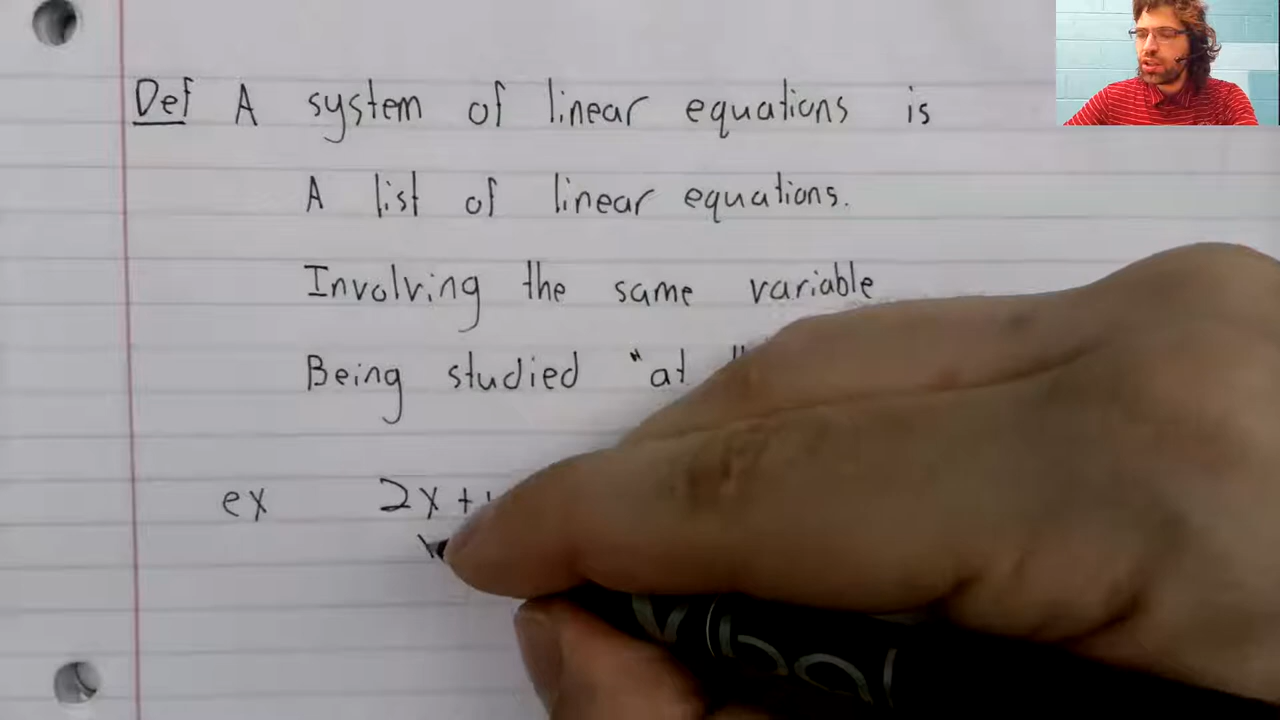 Def A system of linear equations is
A list of linear equations.
Involving the same variable
Being studied "at
ex 2x +